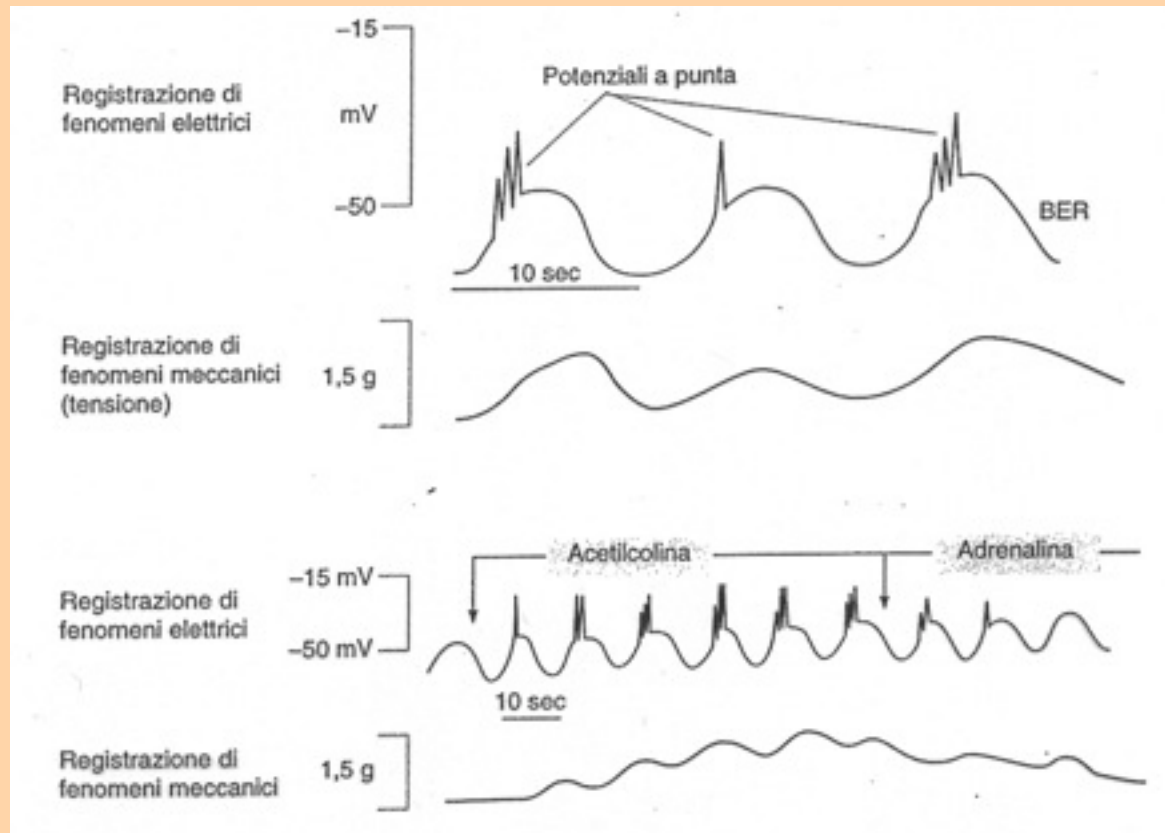 −15
Potenziali a punta
Registrazione di
fenomeni elettrici
mV
−50
BER
10 sec
Registrazione di
fenomeni meccanici
(tensione)
1,5 g
Acetilcolina
Adrenalina
−15 mV
Registrazione di
fenomeni elettrici
−50 mV
10 sec
Registrazione di
fenomeni meccanici
1,5 g